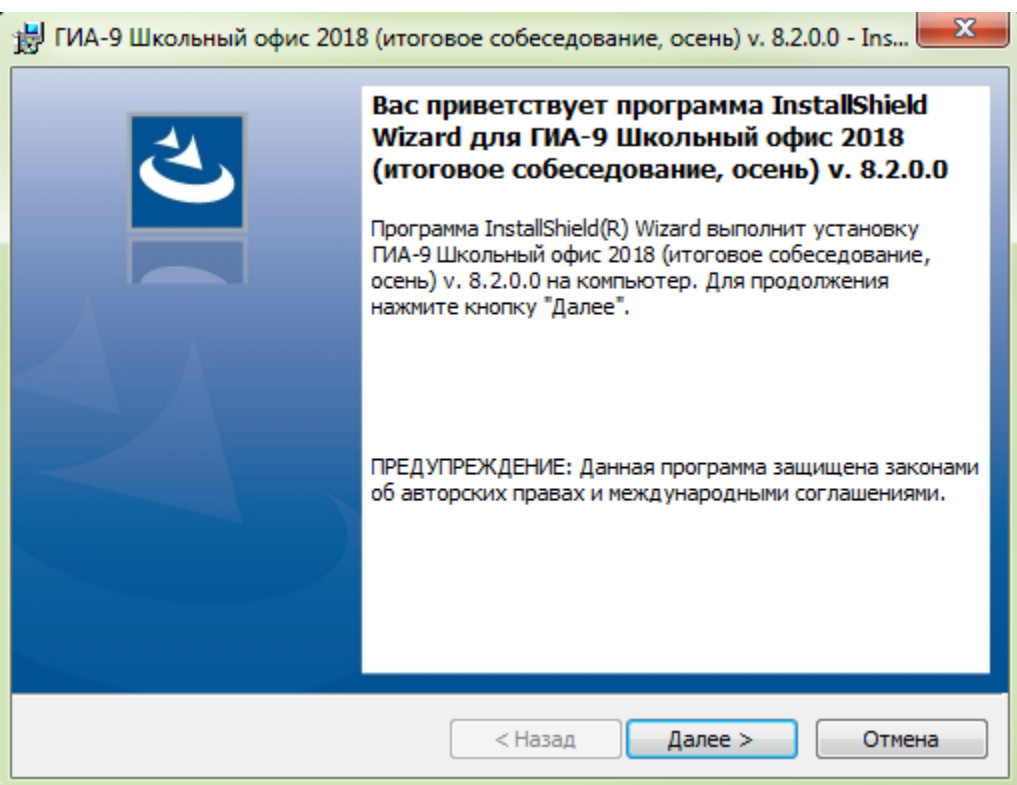 ГИА-9 Школьный офис 2018 (итоговое собеседование, осень) v. 8.2.0.0 - Ins...
Вас приветствует программа InstallShield
Wizard для ГИА-9 Школьный офис 2018
(итоговое собеседование, осень) v. 8.2.0.0
Программа InstallShield(R) Wizard выполнит установку
ГИА-9 Школьный офис 2018 (итоговое собеседование,
осень) v. 8.2.0.0 на компьютер. Для продолжения
нажмите кнопку "Далее".
ПРЕДУПРЕЖДЕНИЕ: Данная программа защищена законами
об авторских правах и международными соглашениями.
< Назад Далее > Отмена